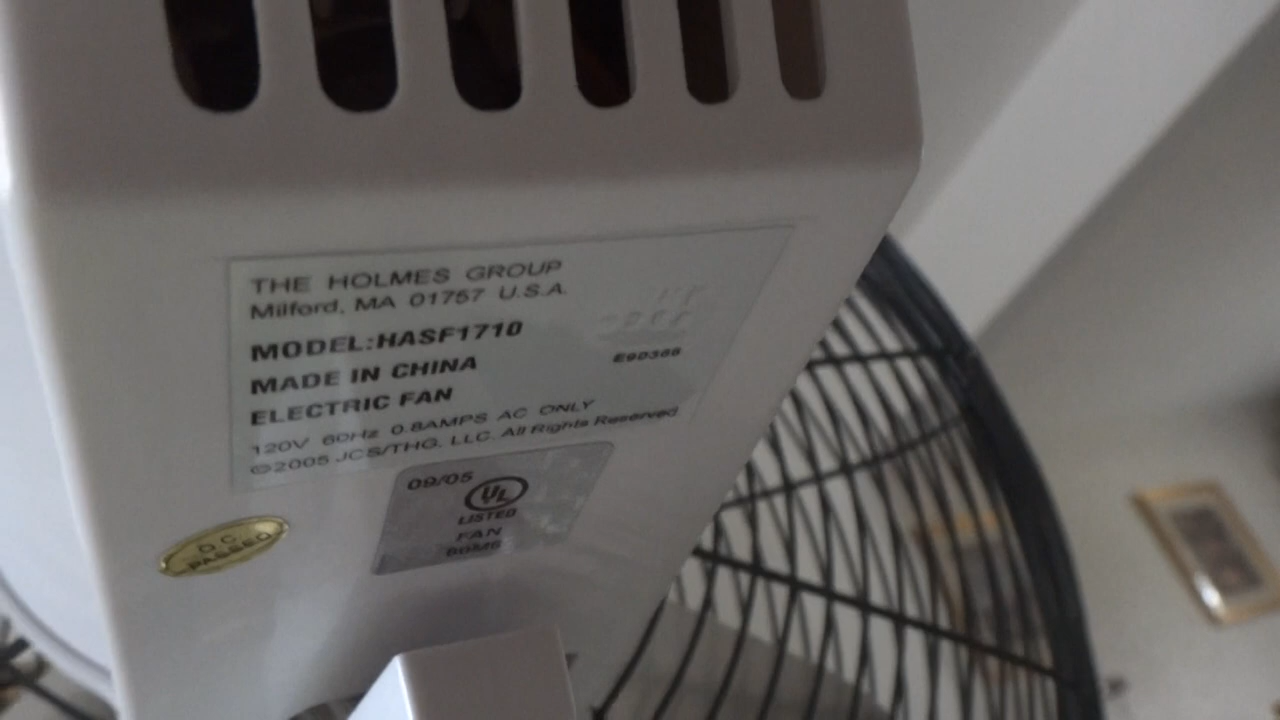 THE HOLMES GROUP
Milford, MA 01757 U.S.A.
MODEL:HASF1710
MADE IN CHINA
E90366
ELECTRIC FAN
120V 60Hz 0.8AMPS AC ONLY
©2005 JCS/THG, LLC. All Rights Reserved
09/05
UL
LISTED
FAN
PASSED